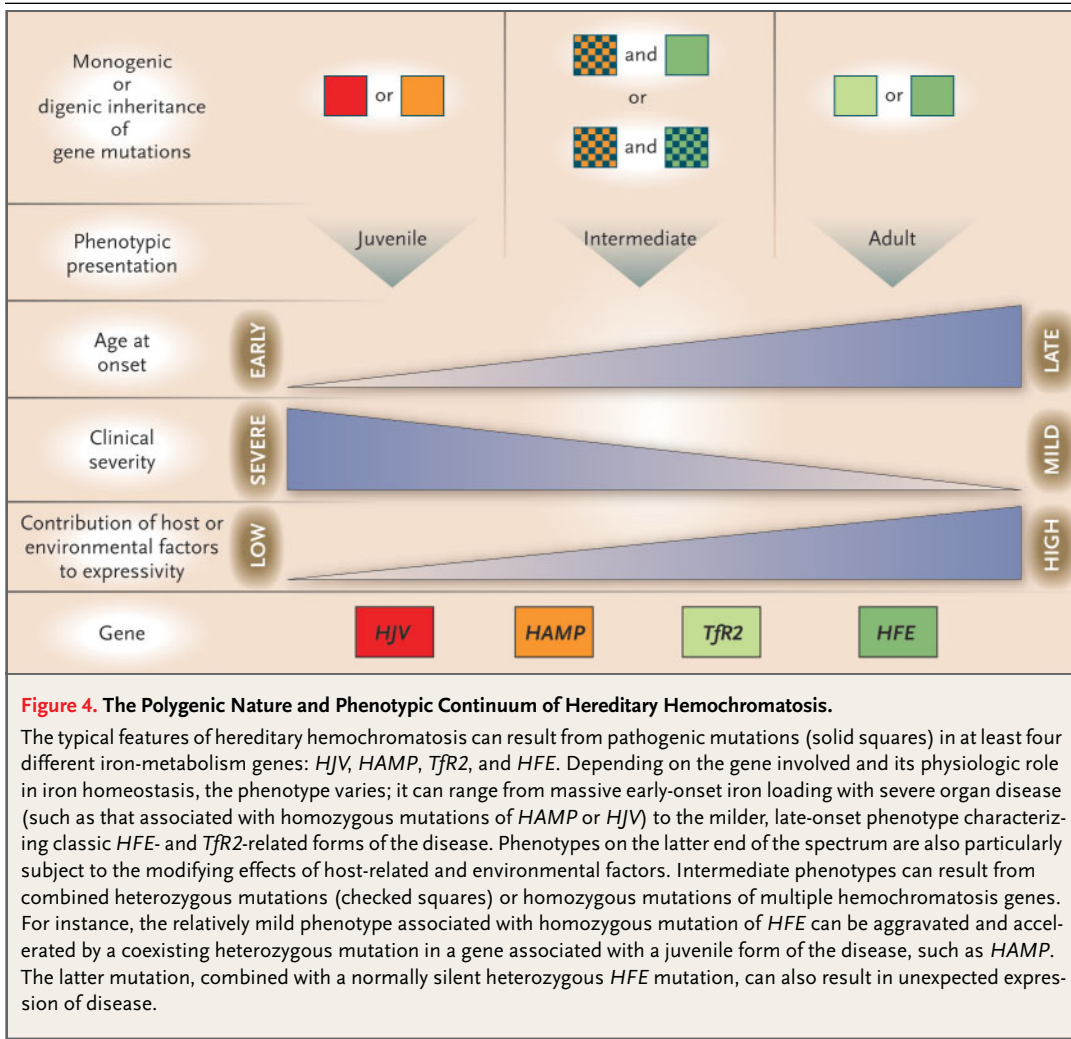 Monogenic
or
digenic inheritance
of
gene mutations
or
and
or
and
or
Phenotypic
presentation
Juvenile
Intermediate
Adult
Age at
onset
EARLY
LATE
Clinical
severity
SEVERE
MILD
Contribution of host or
environmental factors
to expressivity
LOW
HIGH
Gene
HJV
HAMP
TfR2
HFE
Figure 4. The Polygenic Nature and Phenotypic Continuum of Hereditary Hemochromatosis.
The typical features of hereditary hemochromatosis can result from pathogenic mutations (solid squares) in at least four
different iron-metabolism genes: HJV, HAMP, TfR2, and HFE. Depending on the gene involved and its physiologic role
in iron homeostasis, the phenotype varies; it can range from massive early-onset iron loading with severe organ disease
(such as that associated with homozygous mutations of HAMP or HJV) to the milder, late-onset phenotype characteriz-
ing classic HFE- and TfR2-related forms of the disease. Phenotypes on the latter end of the spectrum are also particularly
subject to the modifying effects of host-related and environmental factors. Intermediate phenotypes can result from
combined heterozygous mutations (checked squares) or homozygous mutations of multiple hemochromatosis genes.
For instance, the relatively mild phenotype associated with homozygous mutation of HFE can be aggravated and accel-
erated by a coexisting heterozygous mutation in a gene associated with a juvenile form of the disease, such as HAMP.
The latter mutation, combined with a normally silent heterozygous HFE mutation, can also result in unexpected expres-
sion of disease.